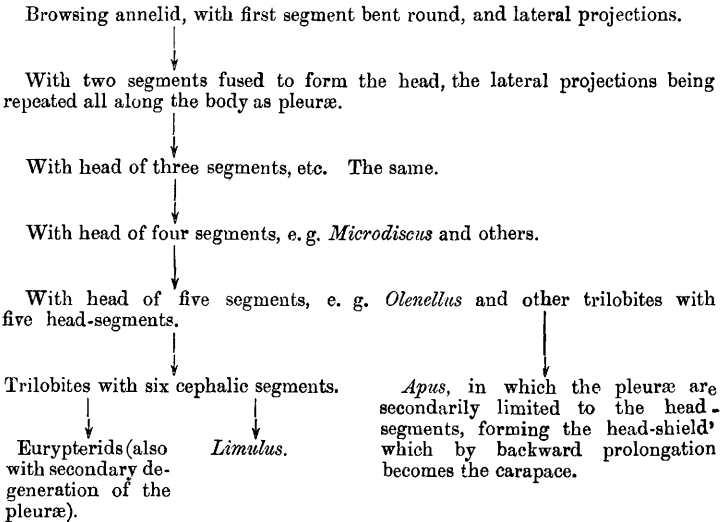 Browsing annelid, with first segment bent round, and lateral projections.
With two segments fused to form the head, the lateral projections being
repeated all along the body as pleuræ.
With head of three segments, etc. The same.
With head of four segments, e. g. Microdiscus and others.
With head of five segments, e. g. Olenellus and other trilobites with
five head-segments.
Trilobites with six cephalic segments.
Eurypterids (also
with secondary de-
generation of the
pleuræ).
Limulus.
Apus, in which the pleuræ are
secondarily limited to the head-
segments, forming the head-shield'
which by backward prolongation
becomes the carapace.